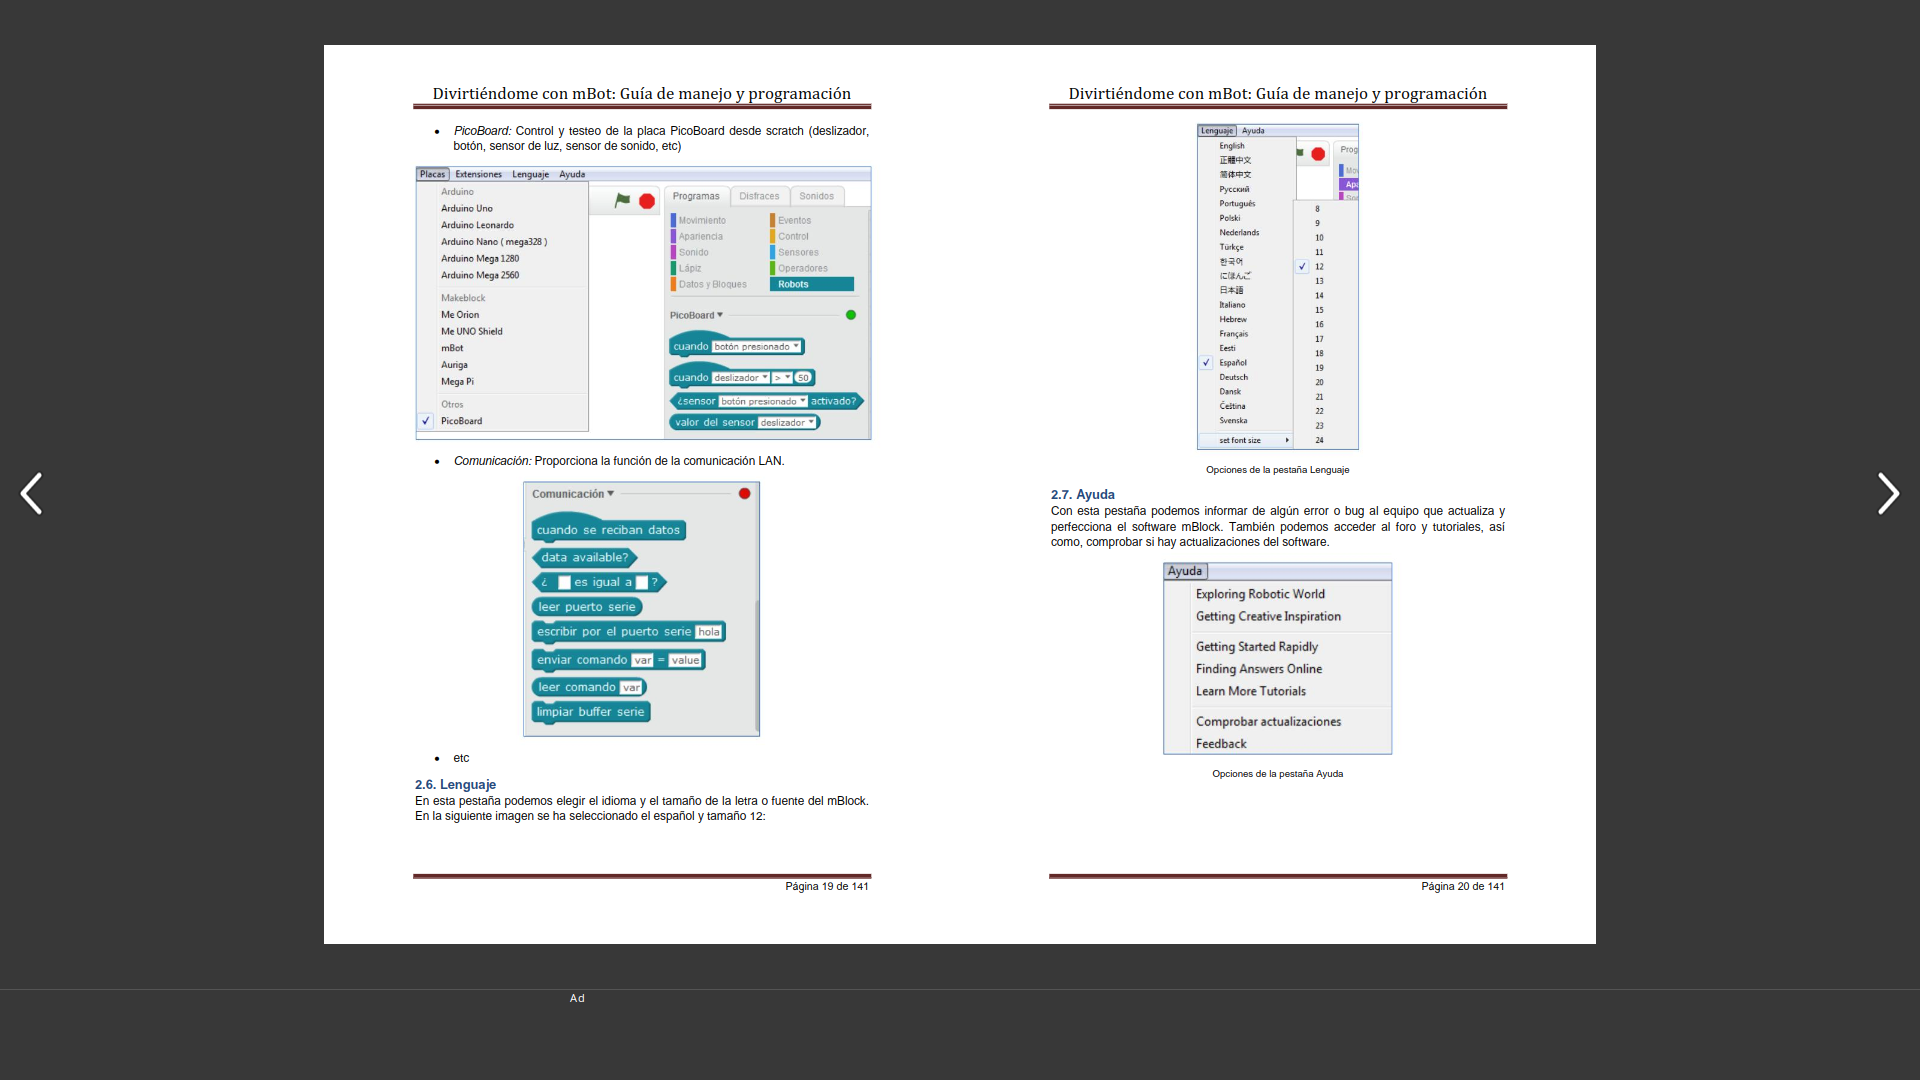 Divirtiéndome con mBot: Guía de manejo y programación
• PicoBoard: Control y testeo de la placa PicoBoard desde scratch (deslizador,
botón, sensor de luz, sensor de sonido, etc)
Placas Extensiones Lenguaje Ayuda
Arduino
Arduino Uno
Arduino Leonardo
Arduino Nano ( mega328 )
Arduino Mega 1280
Arduino Mega 2560
Makeblock
Me Orion
Me UNO Shield
mBot
Auriga
Mega Pi
Otros
✓ PicoBoard
Programas Disfraces Sonidos
Movimiento Eventos
Apariencia Control
Sonido Sensores
Lápiz Operadores
Datos y Bloques Robots
PicoBoard
cuando botón presionado
cuando deslizador > 50
¿sensor botón presionado activado?
valor del sensor deslizador
• Comunicación: Proporciona la función de la comunicación LAN.
Comunicación
cuando se reciban datos
data available?
¿ es igual a ?
leer puerto serie
escribir por el puerto serie hola
enviar comando var = value
leer comando var
limpiar buffer serie
• etc
2.6. Lenguaje
En esta pestaña podemos elegir el idioma y el tamaño de la letra o fuente del mBlock.
En la siguiente imagen se ha seleccionado el español y tamaño 12:
Página 19 de 141
Divirtiéndome con mBot: Guía de manejo y programación
Lenguaje Ayuda
English
正體中文
简体中文
Русский
Português
Polski
Nederlands
Türkçe
한국어
にほんご
日本語
Italiano
Hebrew
Français
Eesti
✓ Español
Deutsch
Dansk
Čeština
Svenska
set font size
Prog
Mo
Apa
Son
8
9
10
11
✓ 12
13
14
15
16
17
18
19
20
21
22
23
24
Opciones de la pestaña Lenguaje
2.7. Ayuda
Con esta pestaña podemos informar de algún error o bug al equipo que actualiza y
perfecciona el software mBlock. También podemos acceder al foro y tutoriales, así
como, comprobar si hay actualizaciones del software.
Ayuda
Exploring Robotic World
Getting Creative Inspiration
Getting Started Rapidly
Finding Answers Online
Learn More Tutorials
Comprobar actualizaciones
Feedback
Opciones de la pestaña Ayuda
Página 20 de 141
Ad